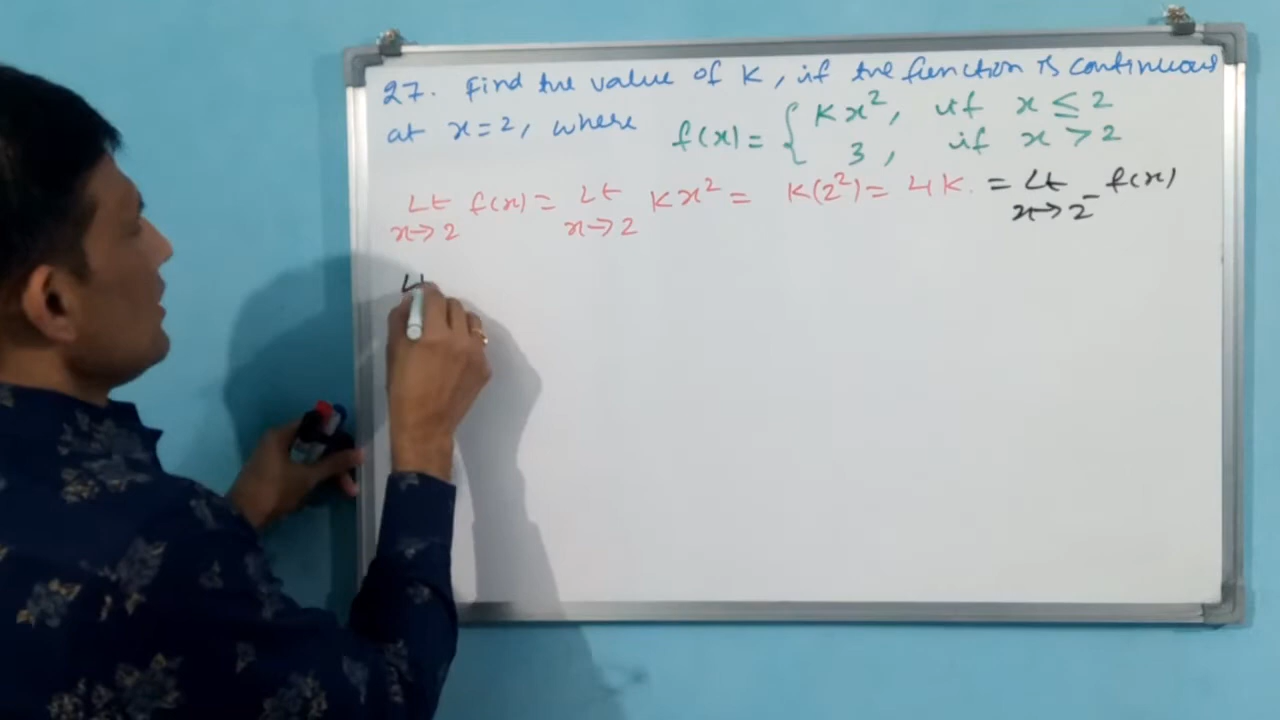 27. Find the value of K, if the function is continuous
at x=2, where f(x) = { Kx², if x ≤ 2
3, if x > 2
Lt x→2 f(x) = Lt x→2 Kx² = K(2²) = 4K. = Lt x→2⁻ f(x)
Lt